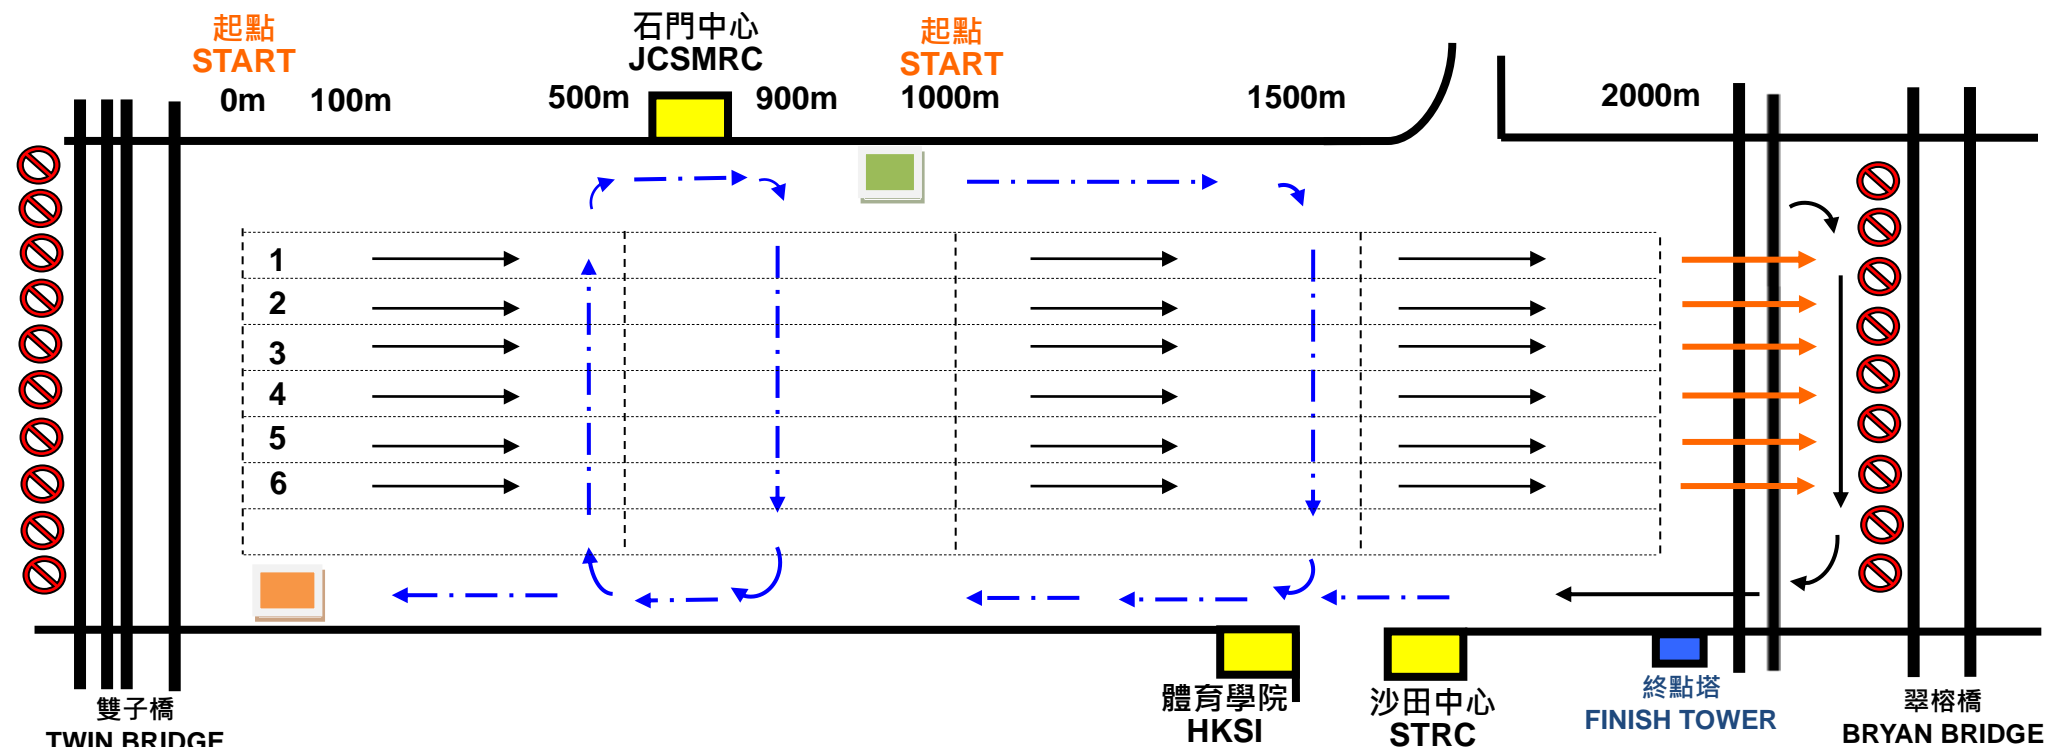 起點
START
石門中心
JCSMRC
起點
START
0m
100m
500m
900m
1000m
1500m
2000m
1
2
3
4
5
6
雙子橋
TWIN BRIDGE
體育學院
HKSI
沙田中心
STRC
終點塔
FINISH TOWER
翠榕橋
BRYAN BRIDGE